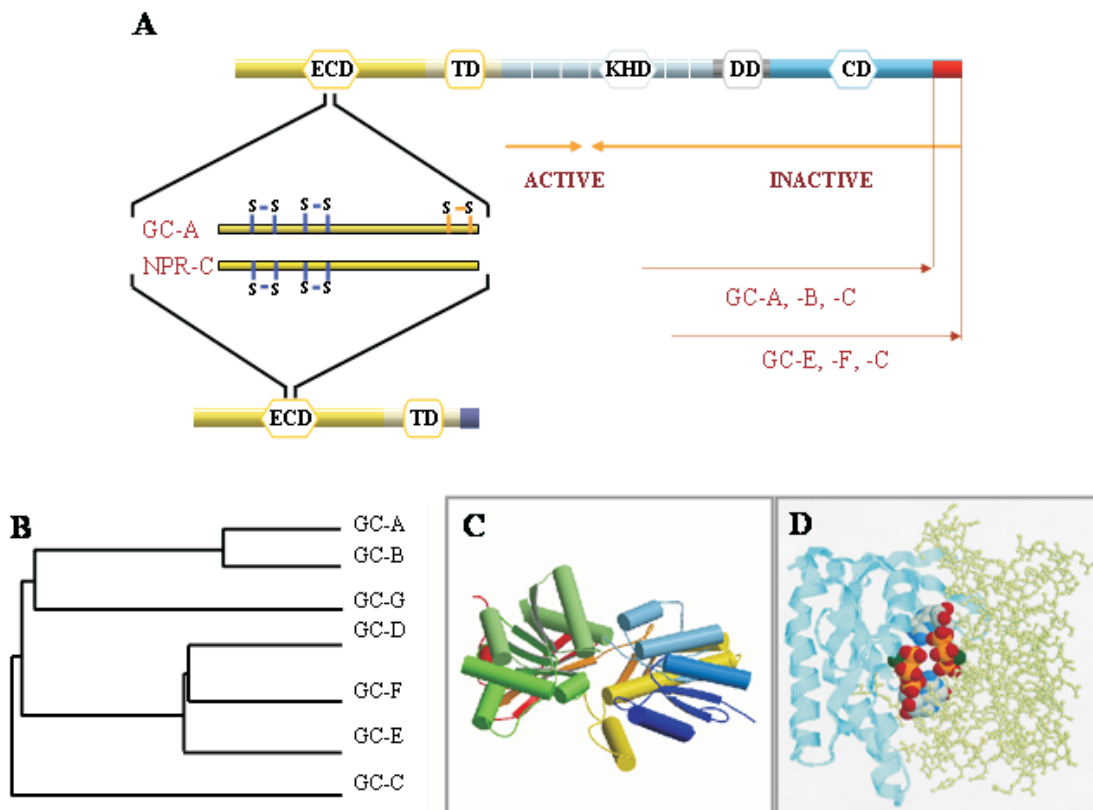 A
ECD TD KHD DD CD
ACTIVE INACTIVE
S S S S S S
GC-A
NPR-C
S S S S
GC-A, -B, -C
GC-E, -F, -C
ECD TD
B
GC-A
GC-B
GC-G
GC-D
GC-F
GC-E
GC-C
C
D